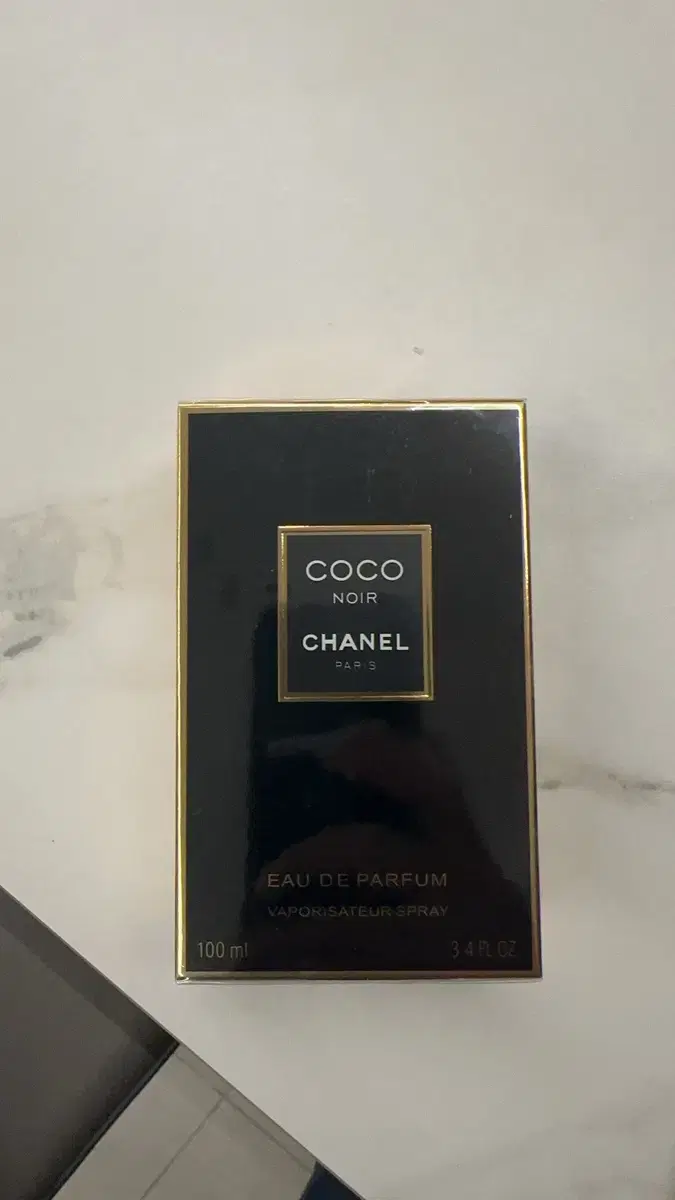 COCO
NOIR
CHANEL
PARIS
EAU DE PARFUM
VAPORISATEUR SPRAY
100 ml
3.4 FL.OZ